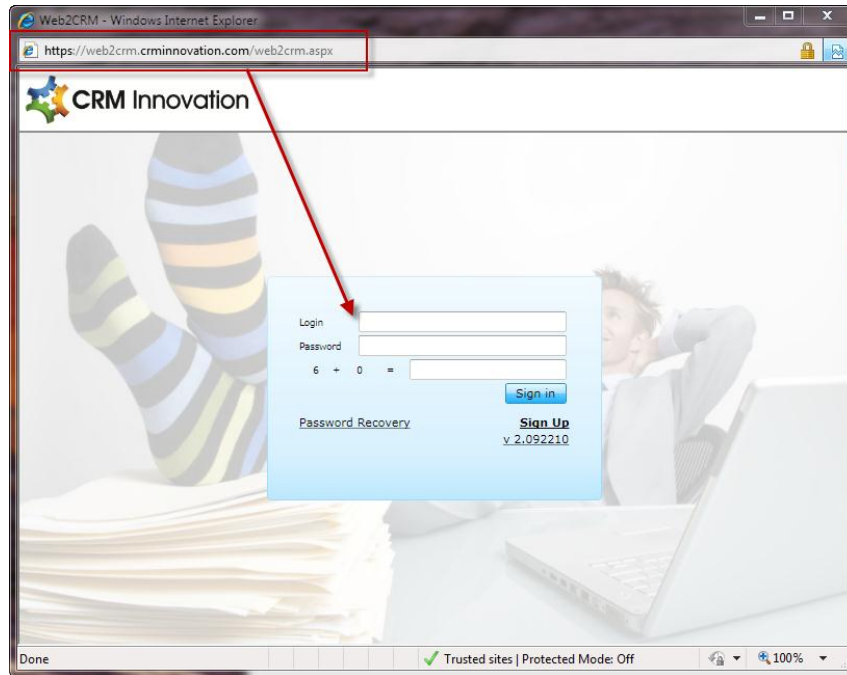 Web2CRM - Windows Internet Explorer
https://web2crm.crminnovation.com/web2crm.aspx
CRM Innovation
Login
Password
6 + 0 =
Sign in
Password Recovery Sign Up
v 2.092210
Done Trusted sites | Protected Mode: Off 100%